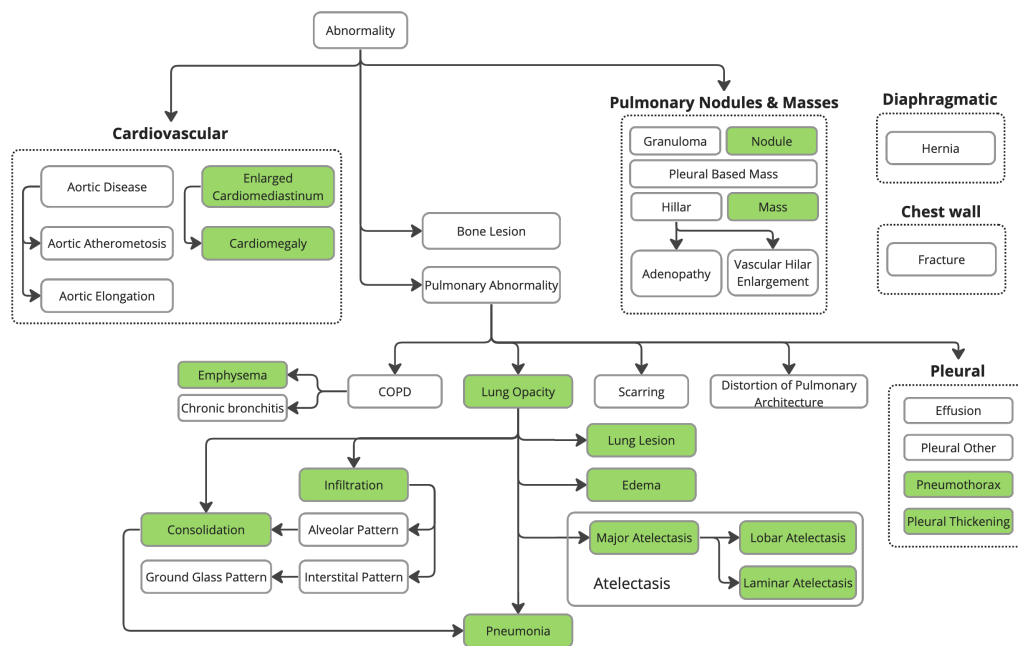 Abnormality
Pulmonary Nodules & Masses
Diaphragmatic
Cardiovascular
Granuloma
Nodule
Hernia
Pleural Based Mass
Aortic Disease
Enlarged
Cardiomediastinum
Hillar
Mass
Chest wall
Aortic Atherometosis
Cardiomegaly
Bone Lesion
Adenopathy
Vascular Hilar
Enlargement
Fracture
Aortic Elongation
Pulmonary Abnormality
Pleural
Emphysema
COPD
Lung Opacity
Scarring
Distortion of Pulmonary
Architecture
Chronic bronchitis
Effusion
Lung Lesion
Pleural Other
Infiltration
Edema
Pneumothorax
Consolidation
Alveolar Pattern
Major Atelectasis
Lobar Atelectasis
Pleural Thickening
Ground Glass Pattern
Interstital Pattern
Atelectasis
Laminar Atelectasis
Pneumonia